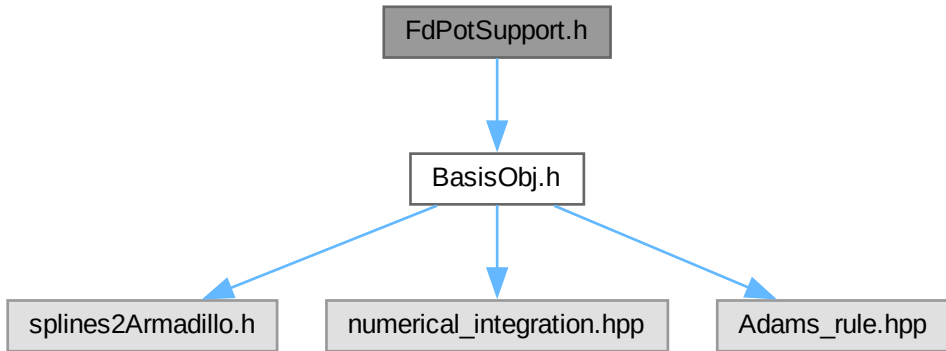 FdPotSupport.h
BasisObj.h
splines2Armadillo.h
numerical_integration.hpp
Adams_rule.hpp